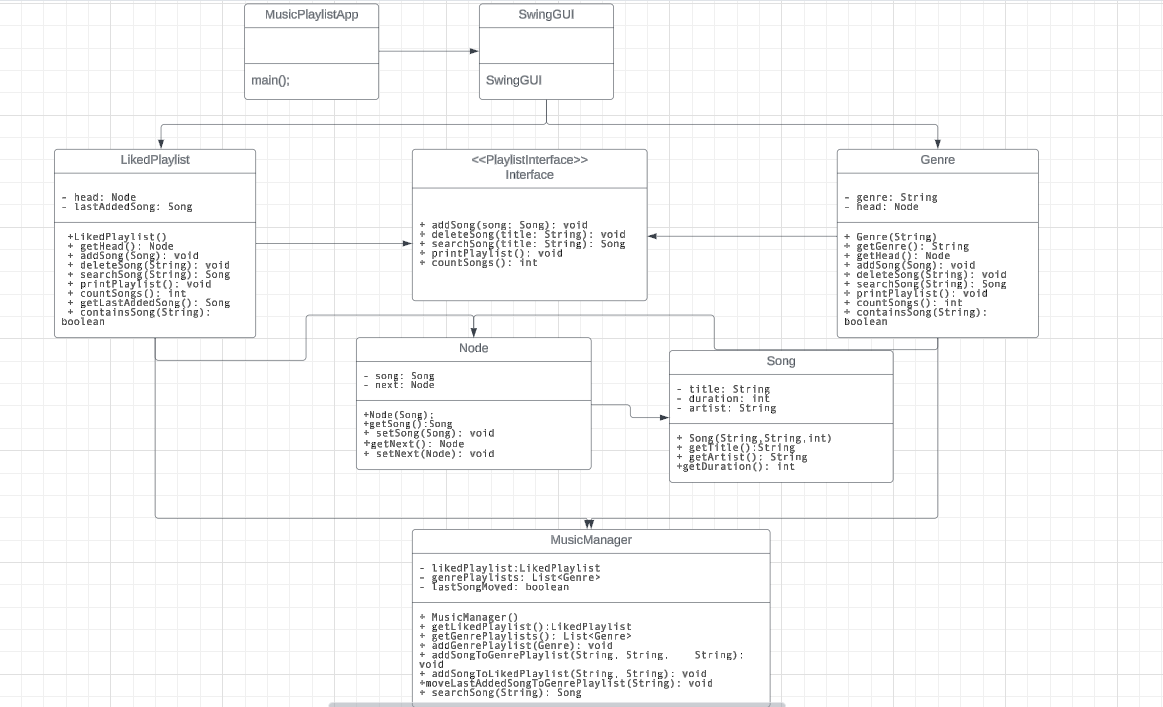 MusicPlaylistApp
main();
SwingGUI
SwingGUI
LikedPlaylist
- head: Node
- lastAddedSong: Song
+LikedPlaylist()
+ getHead(): Node
+ addSong(Song): void
+ deleteSong(String): void
+ searchSong(String): Song
+ printPlaylist(): void
+ countSongs(): int
+ getLastAddedSong(): Song
+ containsSong(String):
boolean
<<PlaylistInterface>>
Interface
+ addSong(song: Song): void
+ deleteSong(title: String): void
+ searchSong(title: String): Song
+ printPlaylist(): void
+ countSongs(): int
Genre
- genre: String
- head: Node
+ Genre(String)
+ getGenre(): String
+ getHead(): Node
+ addSong(Song): void
+ deleteSong(String): void
+ searchSong(String): Song
+ printPlaylist(): void
+ countSongs(): int
+ containsSong(String):
boolean
Node
- song: Song
- next: Node
+Node(Song);
+getSong():Song
+ setSong(Song): void
+getNext(): Node
+ setNext(Node): void
Song
- title: String
- duration: int
- artist: String
+ Song(String,String,int)
+ getTitle():String
+ getArtist(): String
+getDuration(): int
MusicManager
- likedPlaylist:LikedPlaylist
- genrePlaylists: List<Genre>
- lastSongMoved: boolean
+ MusicManager()
+ getLikedPlaylist():LikedPlaylist
+ getGenrePlaylists(): List<Genre>
+ addGenrePlaylist(Genre): void
+ addSongToGenrePlaylist(String, String, String):
void
+ addSongToLikedPlaylist(String, String): void
+moveLastAddedSongToGenrePlaylist(String): void
+ searchSong(String): Song